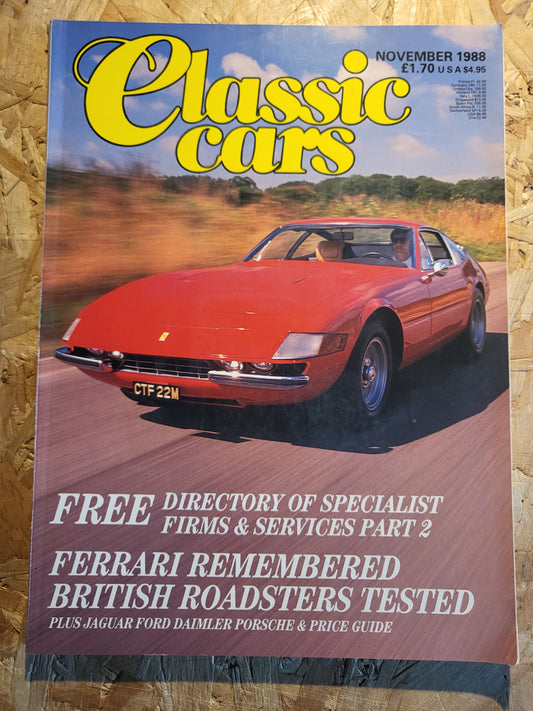 Classic
cars
NOVEMBER 1988
£1.70 USA $4.95
CTF 22M
FREE DIRECTORY OF SPECIALIST
FIRMS & SERVICES PART 2
FERRARI REMEMBERED
BRITISH ROADSTERS TESTED
PLUS JAGUAR FORD DAIMLER PORSCHE & PRICE GUIDE